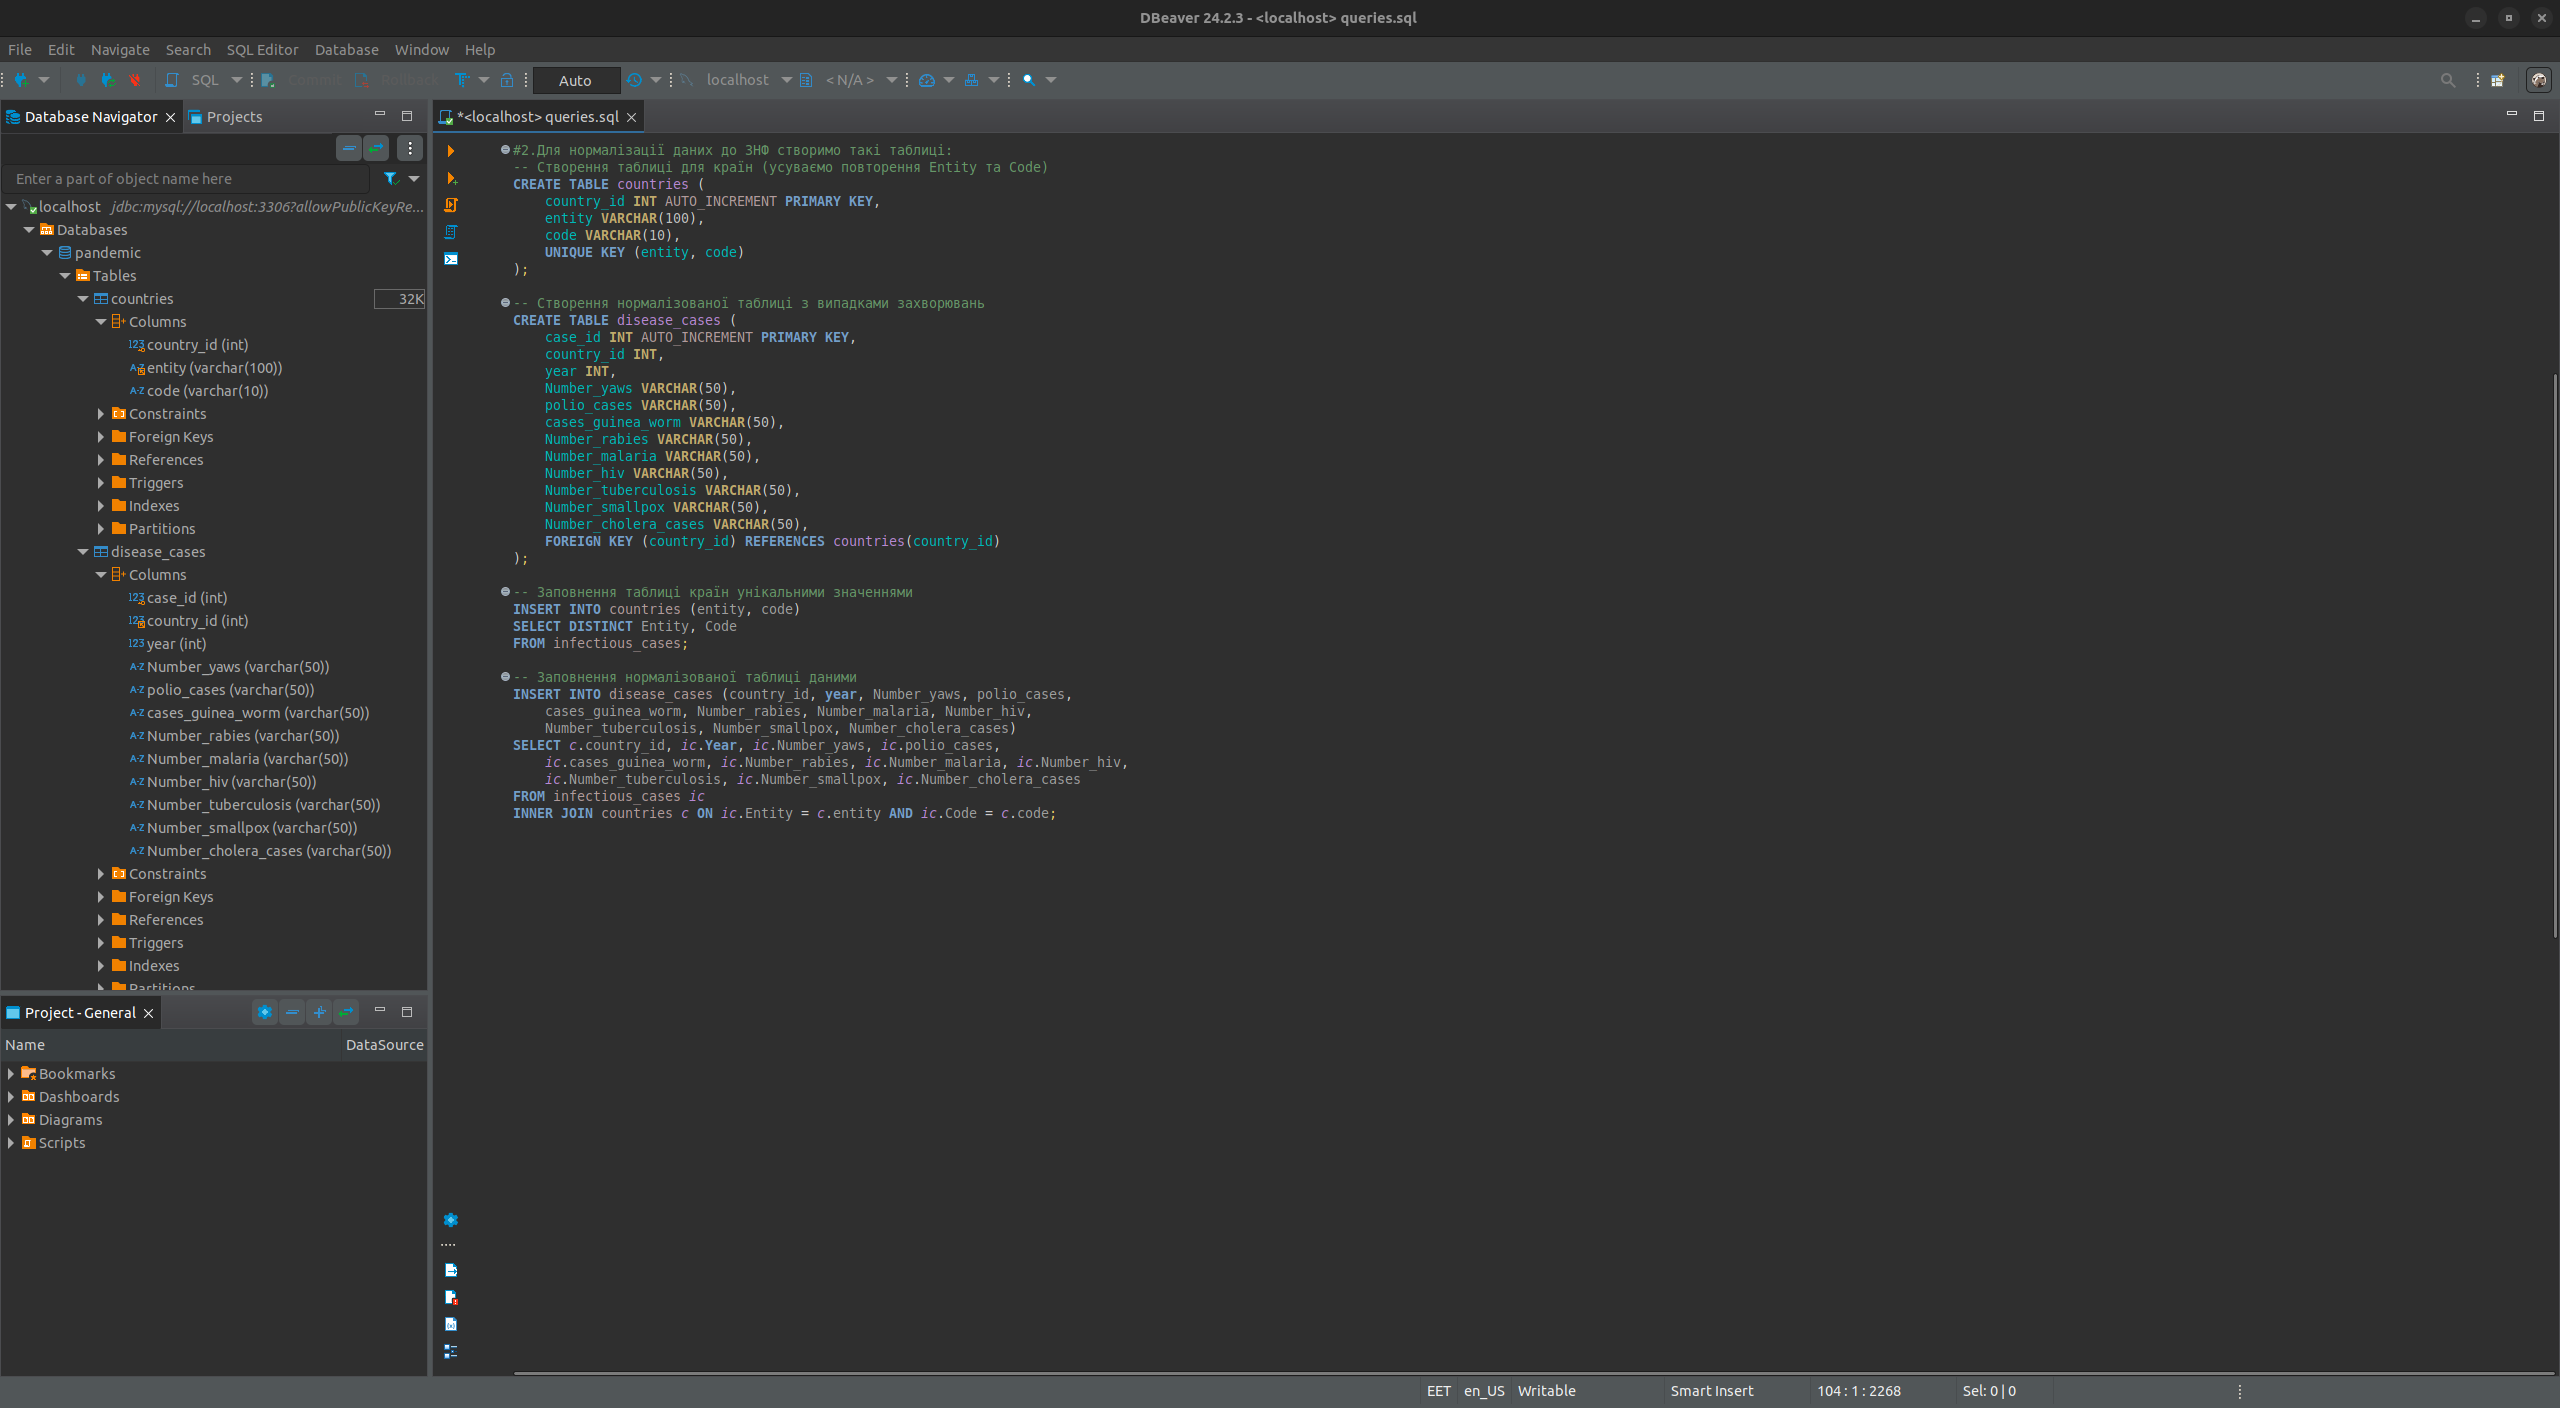 DBeaver 24.2.3 - <localhost> queries.sql
File Edit Navigate Search SQL Editor Database Window Help
SQL Commit Rollback Auto localhost < N/A >
Database Navigator Projects
Enter a part of object name here
localhost jdbc:mysql://localhost:3306?allowPublicKeyRe...
Databases
pandemic
Tables
countries 32K
Columns
country_id (int)
entity (varchar(100))
code (varchar(10))
Constraints
Foreign Keys
References
Triggers
Indexes
Partitions
disease_cases
Columns
case_id (int)
country_id (int)
year (int)
Number_yaws (varchar(50))
polio_cases (varchar(50))
cases_guinea_worm (varchar(50))
Number_rabies (varchar(50))
Number_malaria (varchar(50))
Number_hiv (varchar(50))
Number_tuberculosis (varchar(50))
Number_smallpox (varchar(50))
Number_cholera_cases (varchar(50))
Constraints
Foreign Keys
References
Triggers
Indexes
Partitions
Project - General
Name DataSource
Bookmarks
Dashboards
Diagrams
Scripts
*<localhost> queries.sql
#2.Для нормалізації даних до 3НФ створимо такі таблиці:
-- Створення таблиці для країн (усуваємо повторення Entity та Code)
CREATE TABLE countries (
country_id INT AUTO_INCREMENT PRIMARY KEY,
entity VARCHAR(100),
code VARCHAR(10),
UNIQUE KEY (entity, code)
);
-- Створення нормалізованої таблиці з випадками захворювань
CREATE TABLE disease_cases (
case_id INT AUTO_INCREMENT PRIMARY KEY,
country_id INT,
year INT,
Number_yaws VARCHAR(50),
polio_cases VARCHAR(50),
cases_guinea_worm VARCHAR(50),
Number_rabies VARCHAR(50),
Number_malaria VARCHAR(50),
Number_hiv VARCHAR(50),
Number_tuberculosis VARCHAR(50),
Number_smallpox VARCHAR(50),
Number_cholera_cases VARCHAR(50),
FOREIGN KEY (country_id) REFERENCES countries(country_id)
);
-- Заповнення таблиці країн унікальними значеннями
INSERT INTO countries (entity, code)
SELECT DISTINCT Entity, Code
FROM infectious_cases;
-- Заповнення нормалізованої таблиці даними
INSERT INTO disease_cases (country_id, year, Number_yaws, polio_cases,
cases_guinea_worm, Number_rabies, Number_malaria, Number_hiv,
Number_tuberculosis, Number_smallpox, Number_cholera_cases)
SELECT c.country_id, ic.Year, ic.Number_yaws, ic.polio_cases,
ic.cases_guinea_worm, ic.Number_rabies, ic.Number_malaria, ic.Number_hiv,
ic.Number_tuberculosis, ic.Number_smallpox, ic.Number_cholera_cases
FROM infectious_cases ic
INNER JOIN countries c ON ic.Entity = c.entity AND ic.Code = c.code;
EET en_US Writable Smart Insert 104 : 1 : 2268 Sel: 0 | 0